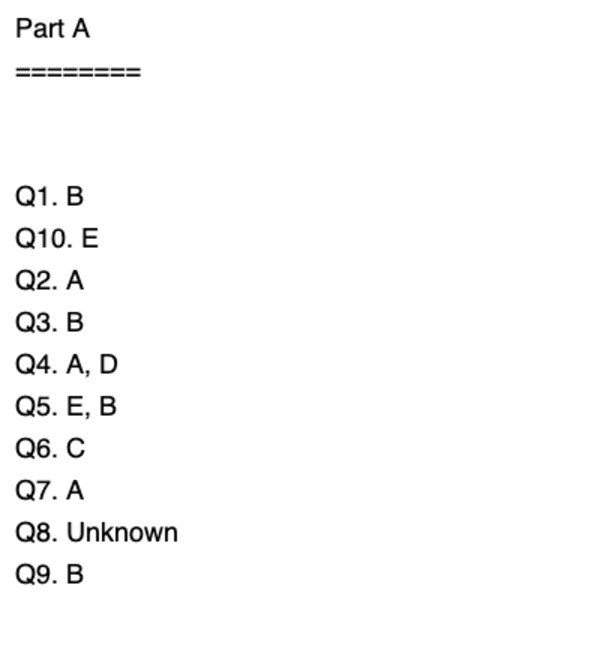 Part A
========
Q1. B
Q10. E
Q2. A
Q3. B
Q4. A, D
Q5. E, B
Q6. C
Q7. A
Q8. Unknown
Q9. B